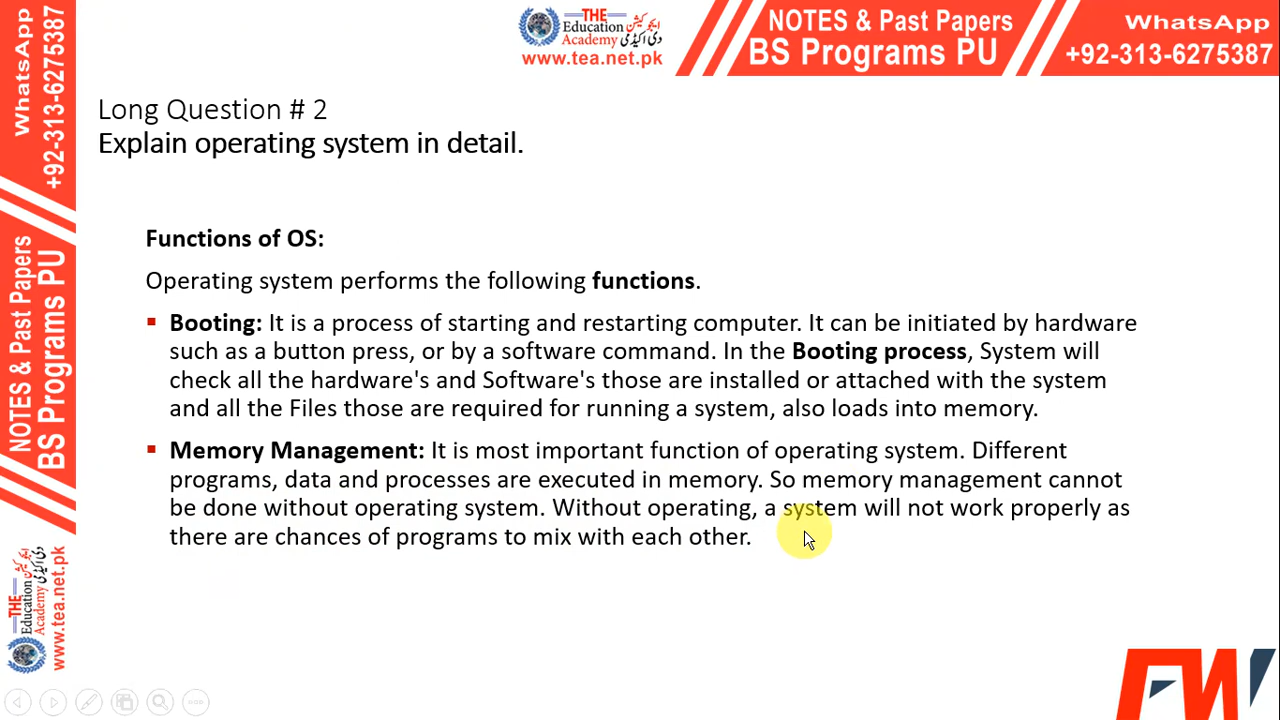 THE
Education
Academy
ایجوکیشن
دی اکیڈمی
www.tea.net.pk
NOTES & Past Papers
BS Programs PU
WhatsApp
+92-313-6275387
WhatsApp
+92-313-6275387
NOTES & Past Papers
BS Programs PU
THE
Education
Academy
ایجوکیشن
دی اکیڈمی
www.tea.net.pk
Long Question # 2
Explain operating system in detail.
Functions of OS:
Operating system performs the following functions.
▪ Booting: It is a process of starting and restarting computer. It can be initiated by hardware
such as a button press, or by a software command. In the Booting process, System will
check all the hardware's and Software's those are installed or attached with the system
and all the Files those are required for running a system, also loads into memory.
▪ Memory Management: It is most important function of operating system. Different
programs, data and processes are executed in memory. So memory management cannot
be done without operating system. Without operating, a system will not work properly as
there are chances of programs to mix with each other.
FW